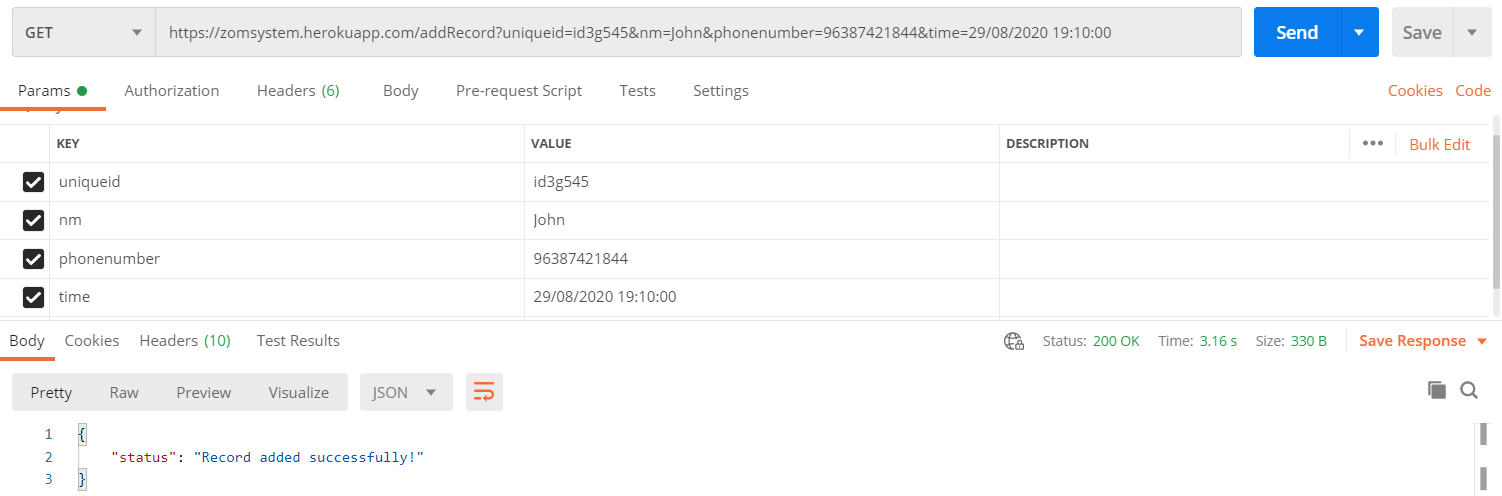 GET https://zomsystem.herokuapp.com/addRecord?uniqueid=id3g545&nm=John&phonenumber=96387421844&time=29/08/2020 19:10:00 Send Save
Params Authorization Headers (6) Body Pre-request Script Tests Settings Cookies Code
KEY VALUE DESCRIPTION ••• Bulk Edit
uniqueid id3g545
nm John
phonenumber 96387421844
time 29/08/2020 19:10:00
Body Cookies Headers (10) Test Results Status: 200 OK Time: 3.16 s Size: 330 B Save Response
Pretty Raw Preview Visualize JSON
1 {
2 "status": "Record added successfully!"
3 }